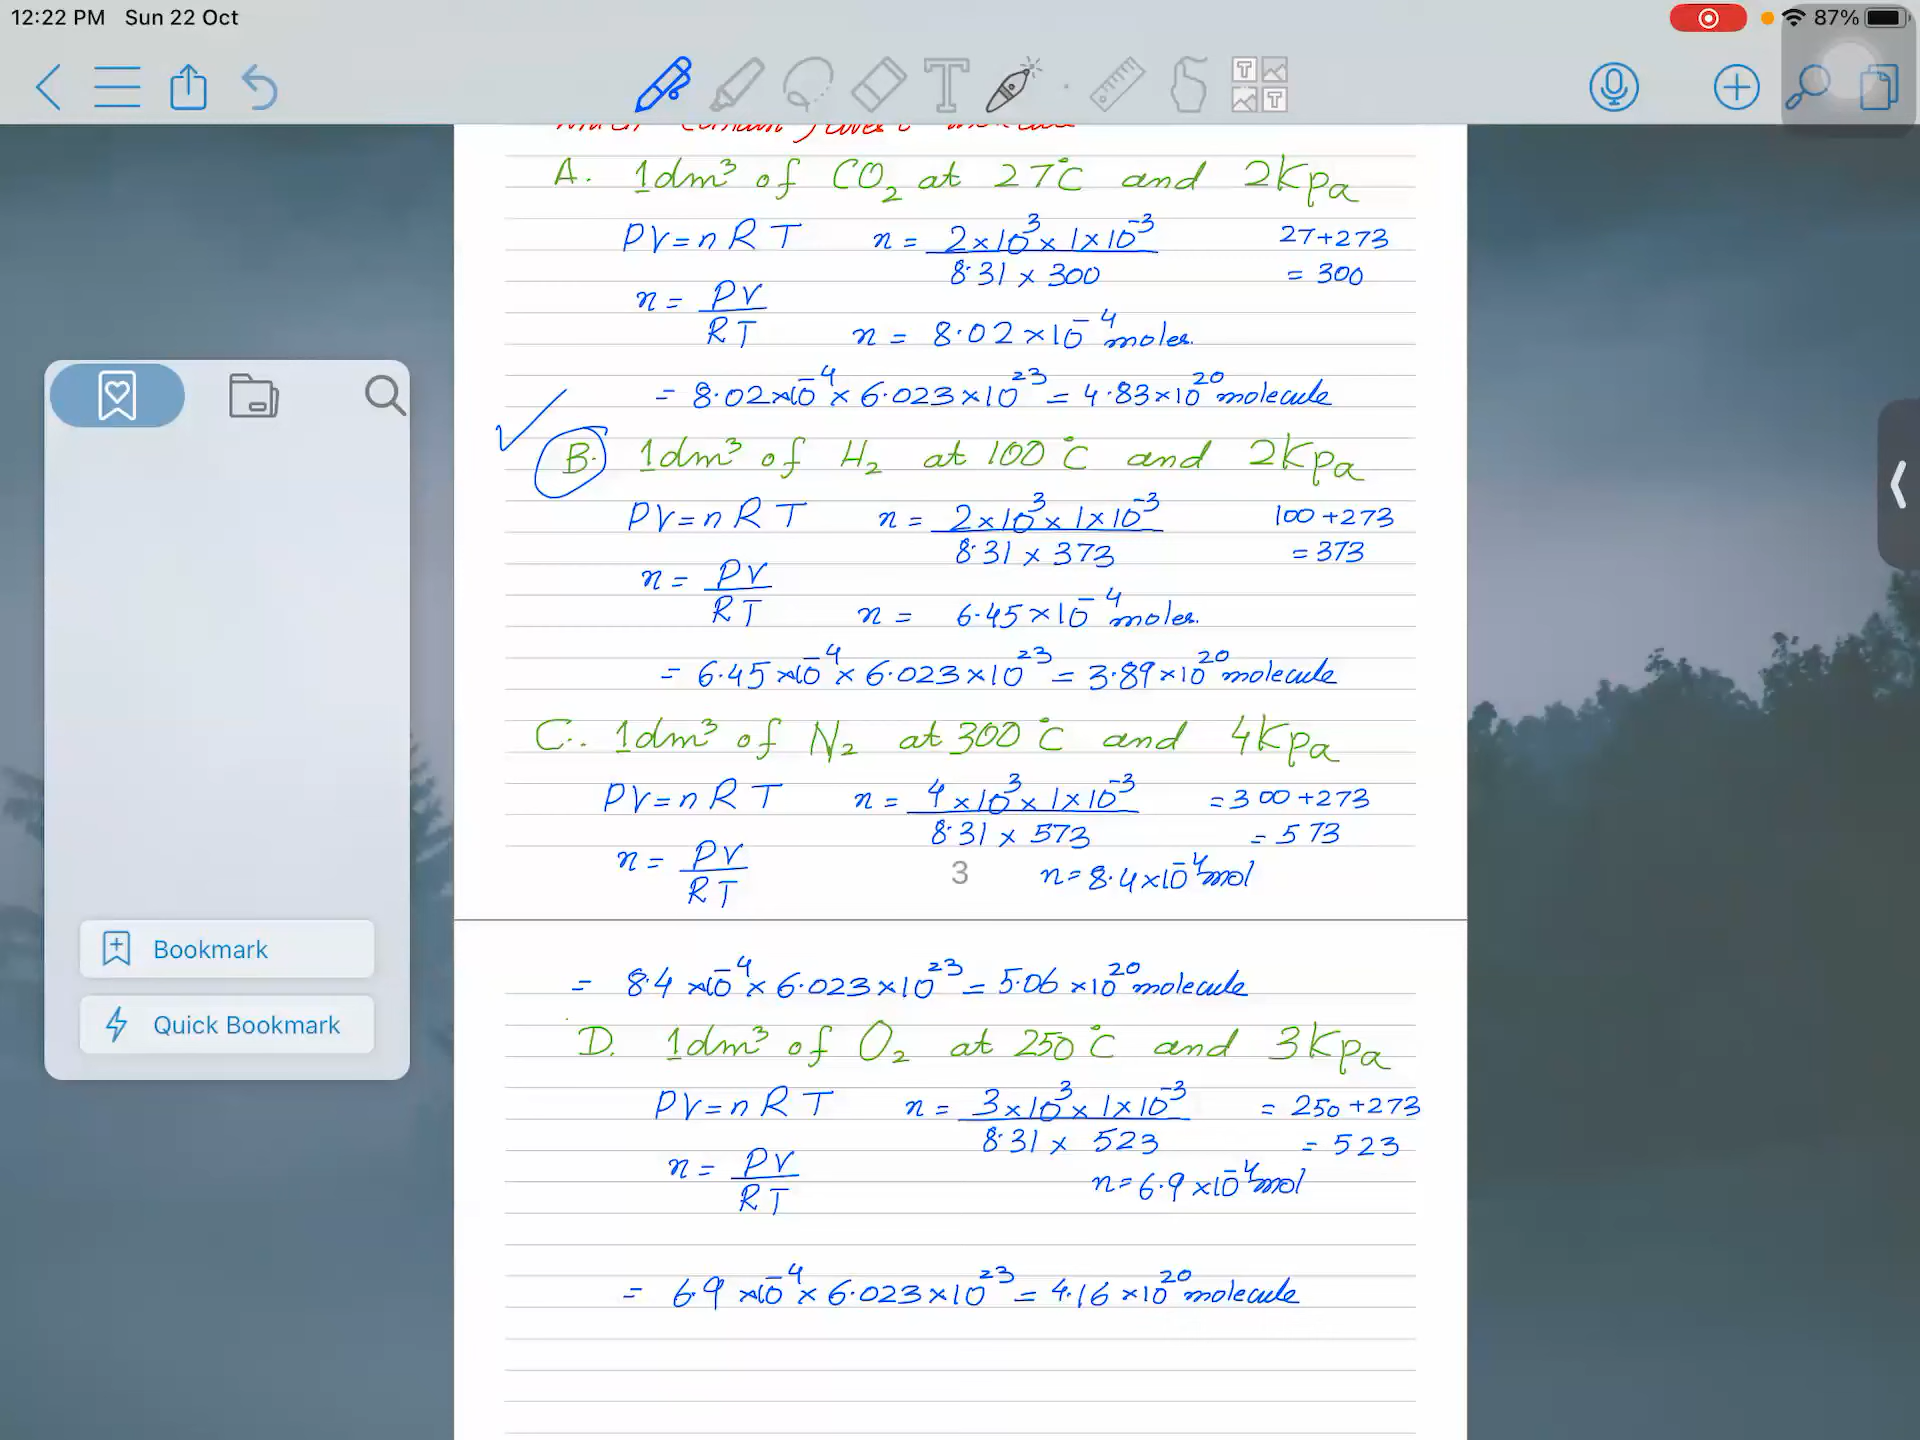 12:22 PM Sun 22 Oct
87%
A. 1dm³ of CO₂ at 27°C and 2Kpa
PV=nRT n = 2×10³×1×10⁻³ 27+273
8.31 × 300 = 300
n = PV
RT n = 8.02×10⁻⁴ moles.
= 8.02×10⁻⁴ × 6.023×10²³ = 4.83×10²⁰ molecule
B. 1dm³ of H₂ at 100°C and 2Kpa
PV=nRT n = 2×10³×1×10⁻³ 100+273
8.31 × 373 = 373
n = PV
RT n = 6.45×10⁻⁴ moles.
= 6.45×10⁻⁴ × 6.023×10²³ = 3.89×10²⁰ molecule
C.. 1dm³ of N₂ at 300°C and 4Kpa
PV=nRT n = 4×10³×1×10⁻³ =300+273
8.31 × 573 = 573
n = PV
RT 3 n=8.4×10⁻⁴ mol
Bookmark
= 8.4×10⁻⁴ × 6.023×10²³ = 5.06×10²⁰ molecule
Quick Bookmark
D. 1dm³ of O₂ at 250°C and 3Kpa
PV=nRT n = 3×10³×1×10⁻³ = 250+273
8.31 × 523 = 523
n = PV
RT n=6.9×10⁻⁴ mol
= 6.9×10⁻⁴ × 6.023×10²³ = 4.16×10²⁰ molecule